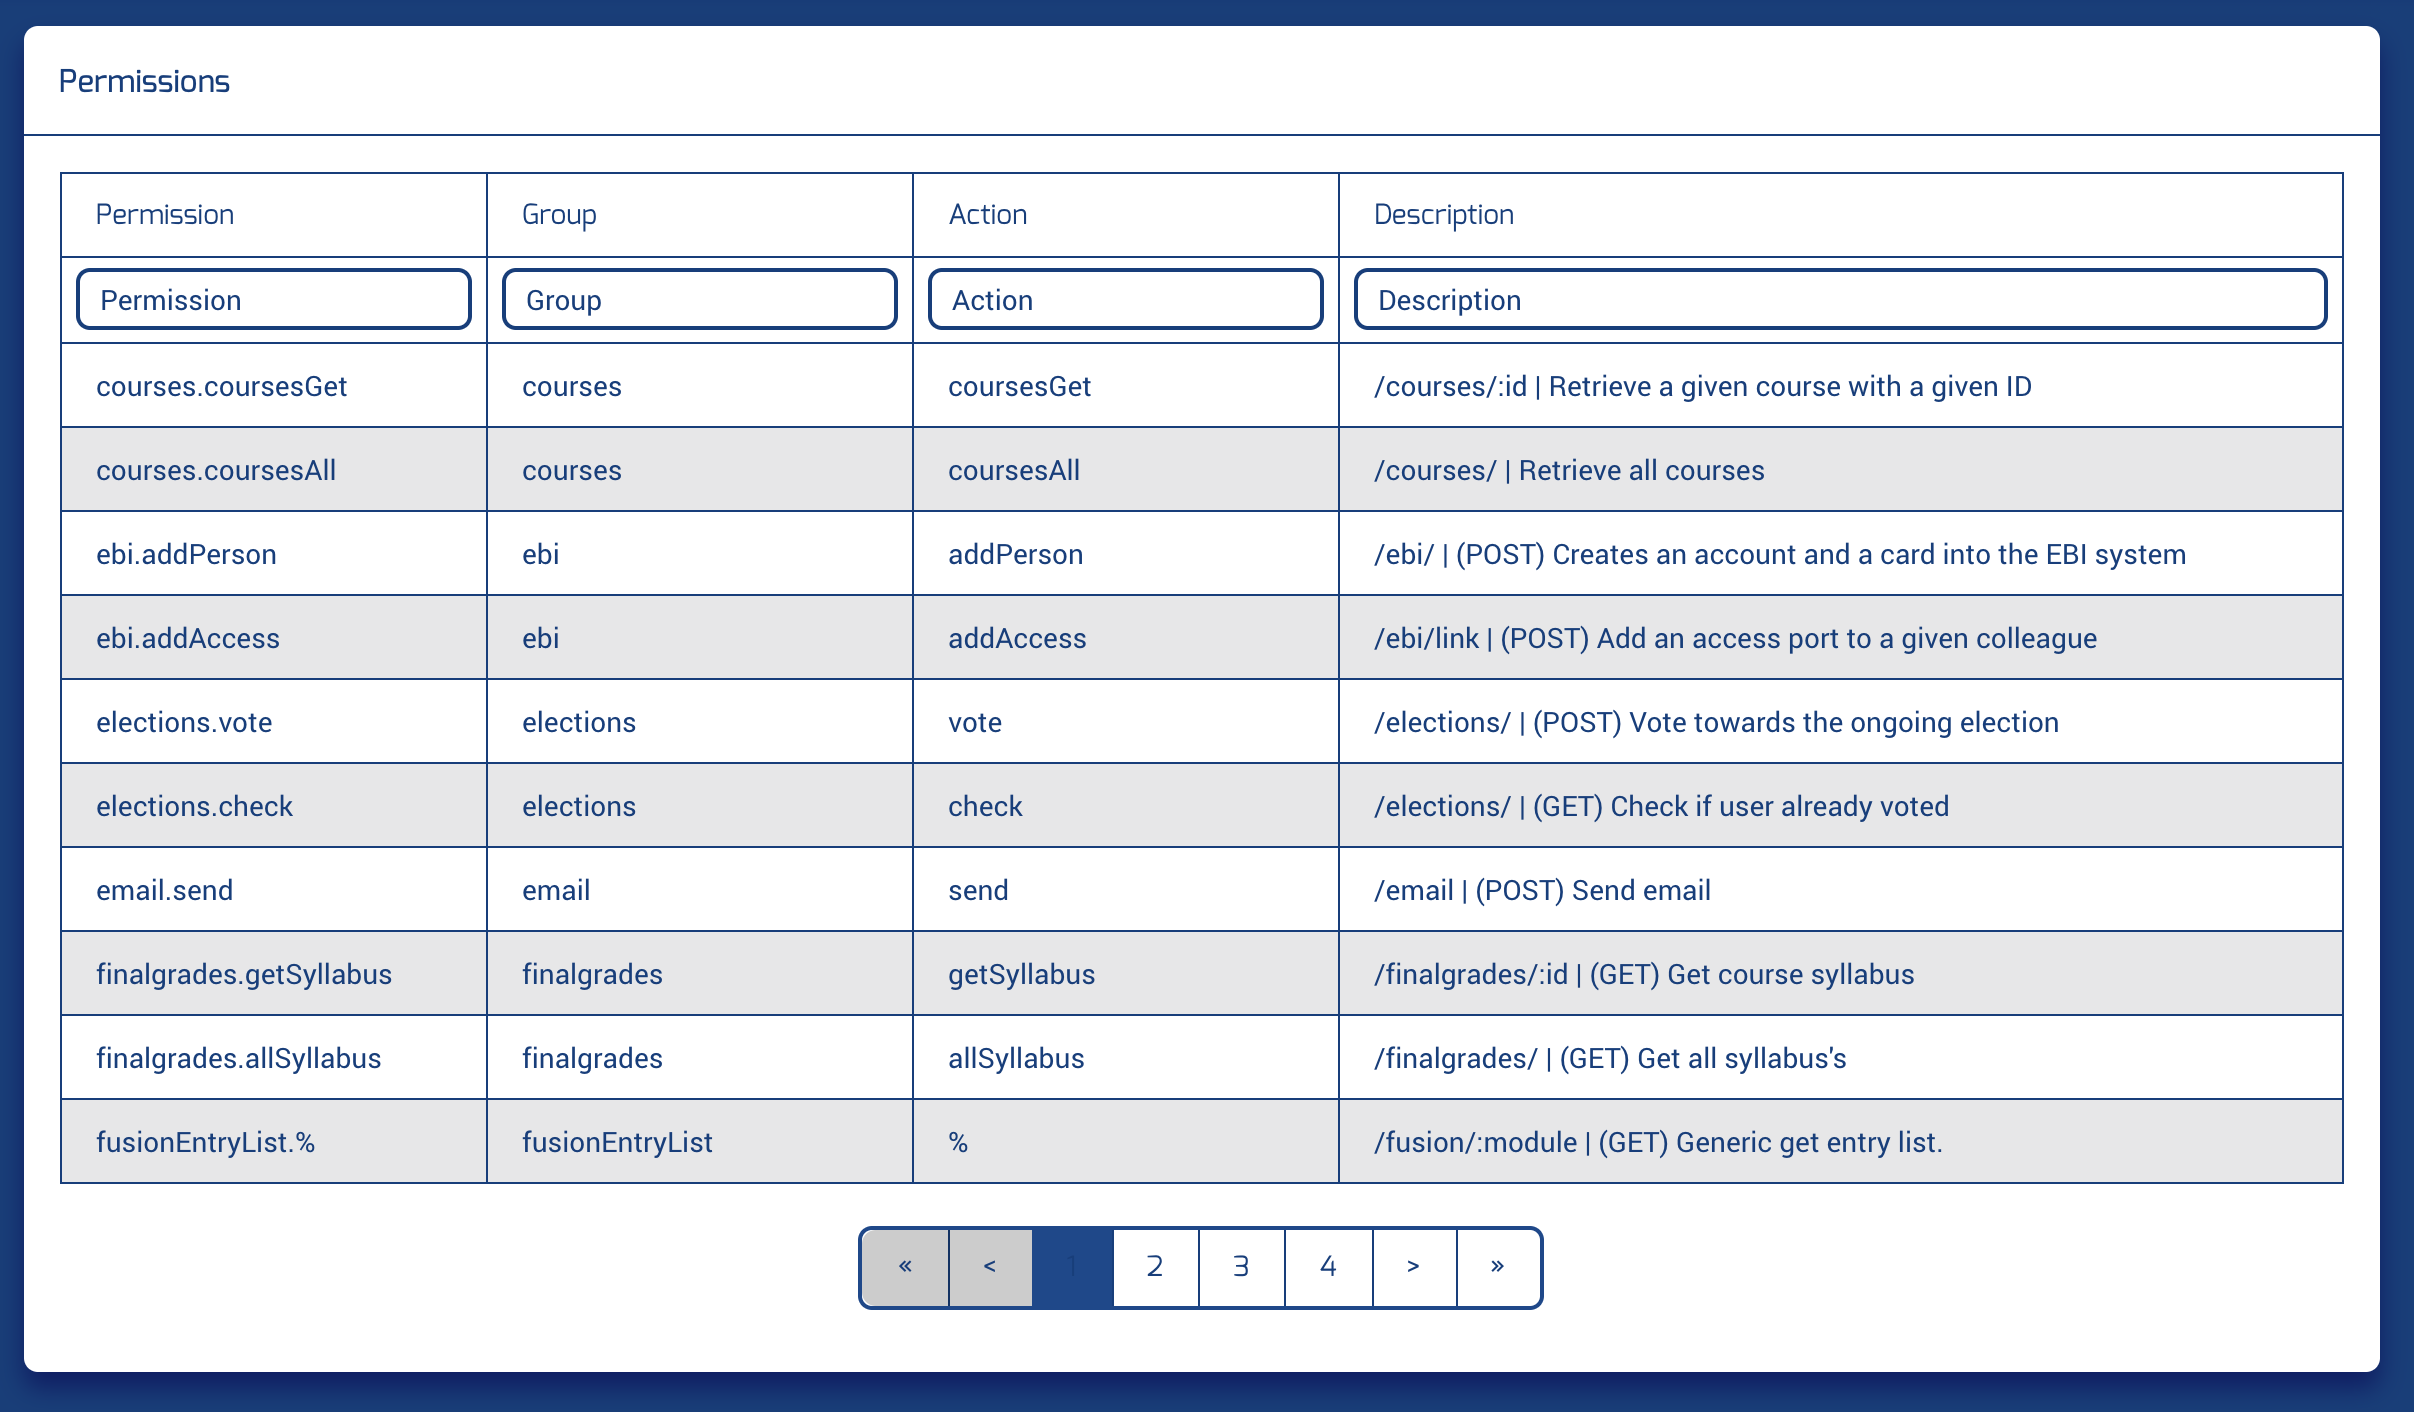 Permissions
Permission Group Action Description
Permission Group Action Description
courses.coursesGet courses coursesGet /courses/:id | Retrieve a given course with a given ID
courses.coursesAll courses coursesAll /courses/ | Retrieve all courses
ebi.addPerson ebi addPerson /ebi/ | (POST) Creates an account and a card into the EBI system
ebi.addAccess ebi addAccess /ebi/link | (POST) Add an access port to a given colleague
elections.vote elections vote /elections/ | (POST) Vote towards the ongoing election
elections.check elections check /elections/ | (GET) Check if user already voted
email.send email send /email | (POST) Send email
finalgrades.getSyllabus finalgrades getSyllabus /finalgrades/:id | (GET) Get course syllabus
finalgrades.allSyllabus finalgrades allSyllabus /finalgrades/ | (GET) Get all syllabus's
fusionEntryList.% fusionEntryList % /fusion/:module | (GET) Generic get entry list.
« < 1 2 3 4 > »